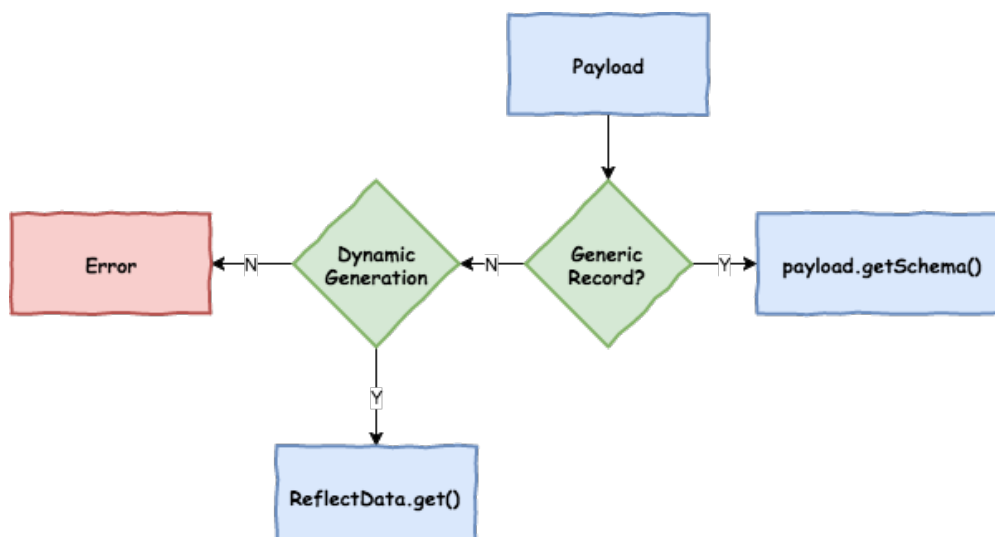 Payload
Error
N
Dynamic
Generation
N
Generic
Record?
Y
payload.getSchema()
Y
ReflectData.get()